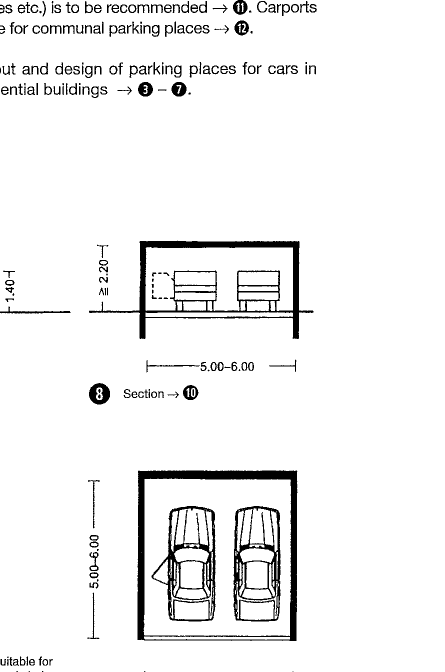 es etc.) is to be recommended → ⓫. Carports
e for communal parking places → ⓬.
out and design of parking places for cars in
ential buildings → ❸ – ❼.
1.40
≥ 2.20
5.00–6.00
❽ Section → ❿
5.00–6.00
uitable for